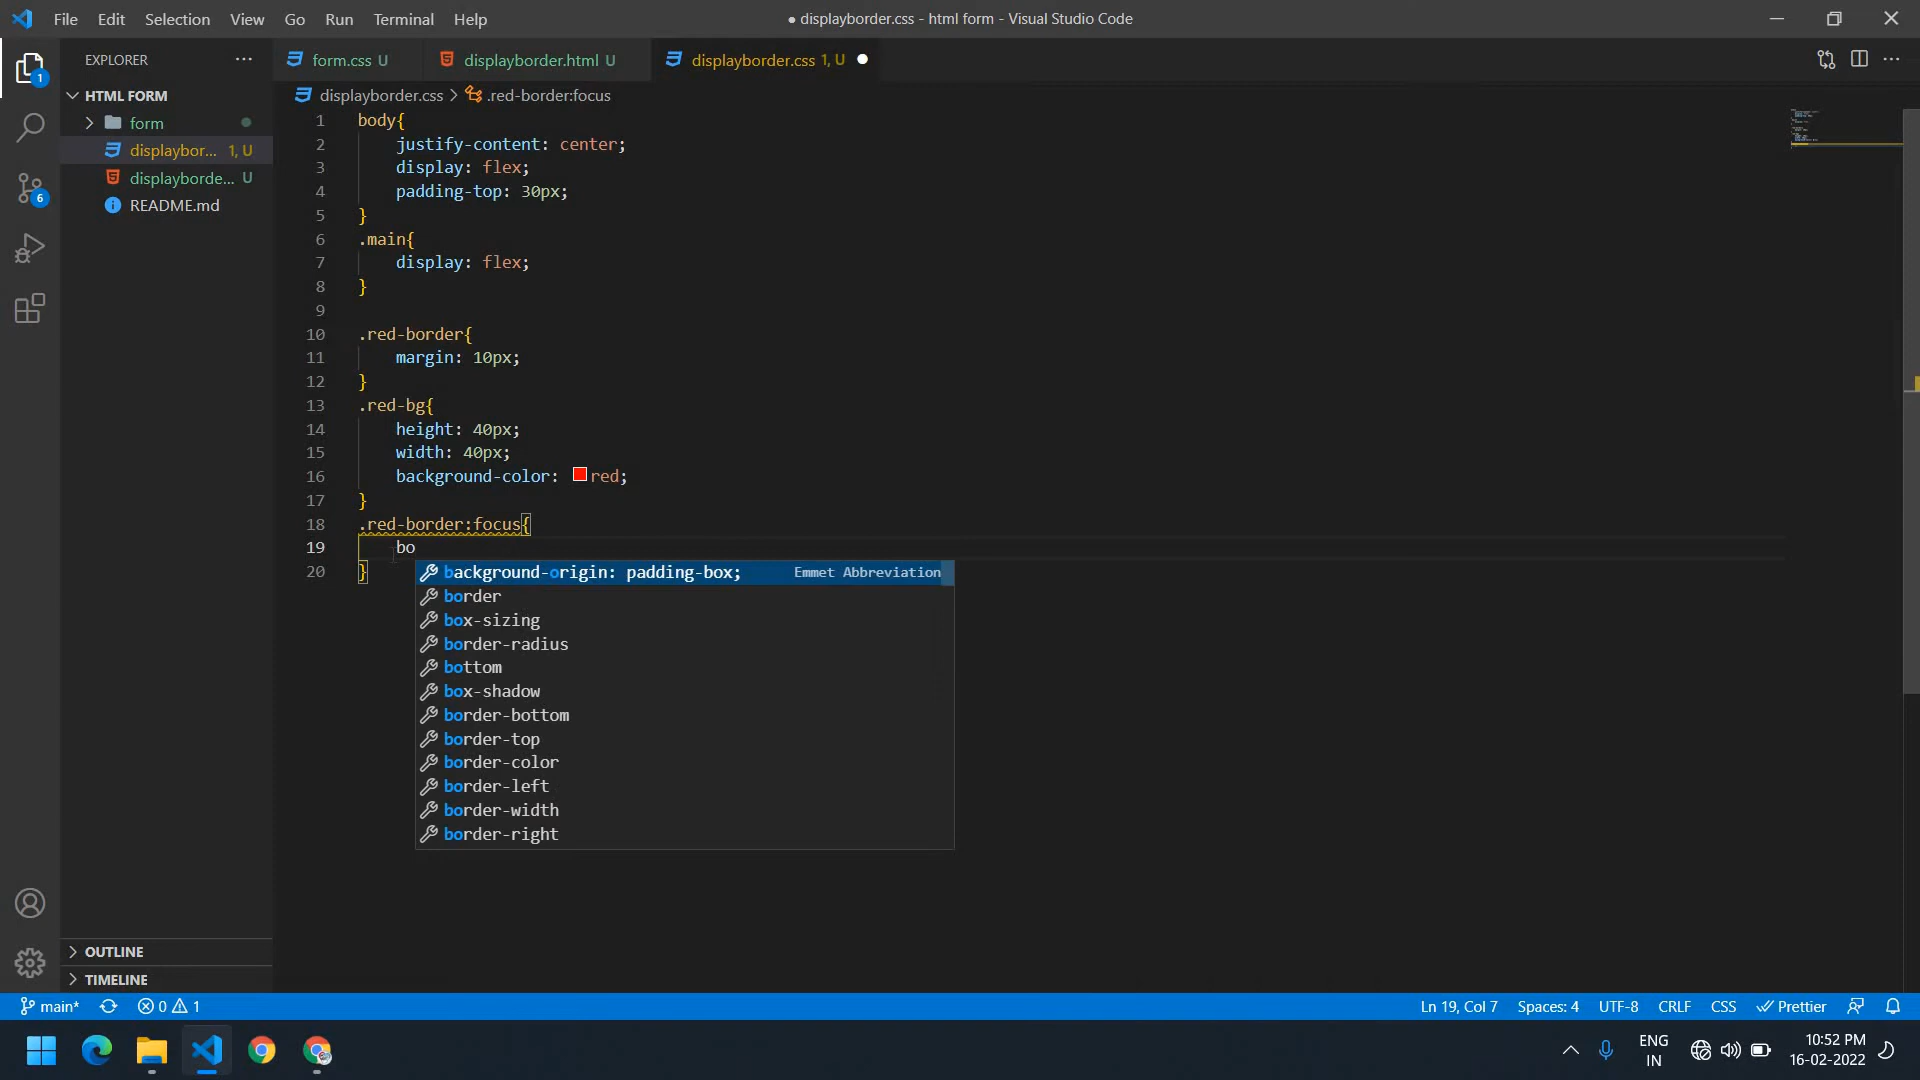 File Edit Selection View Go Run Terminal Help
● displayborder.css - html form - Visual Studio Code
EXPLORER
form.css U
displayborder.html U
displayborder.css 1, U
HTML FORM
form
displaybor... 1, U
displayborde... U
README.md
1
6
displayborder.css > .red-border:focus
1 body{
2 justify-content: center;
3 display: flex;
4 padding-top: 30px;
5 }
6 .main{
7 display: flex;
8 }
9
10 .red-border{
11 margin: 10px;
12 }
13 .red-bg{
14 height: 40px;
15 width: 40px;
16 background-color: red;
17 }
18 .red-border:focus{
19 bo
20 }
background-origin: padding-box; Emmet Abbreviation
border
box-sizing
border-radius
bottom
box-shadow
border-bottom
border-top
border-color
border-left
border-width
border-right
OUTLINE
TIMELINE
main* 0 1 Ln 19, Col 7 Spaces: 4 UTF-8 CRLF CSS Prettier
ENG
IN
10:52 PM
16-02-2022